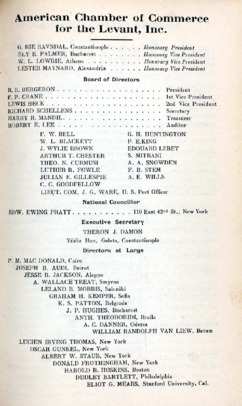 American Chamber of Commerce
for the Levant, Inc.
G. BIE RAVNDAL, Constantinople . . . . . Honorary President
ELY E. PALMER, Bucharest . . . . . Honorary Vice President
W. L. LOWRIE, Athens . . . . . Honorary Vice President
LESTER MAYNARD, Alexandria . . . . . Honorary Vice President
Board of Directors
R. E. BERGERON . . . . . President
F. P. CRANE . . . . . 1st Vice President
LEWIS HECK . . . . . 2nd Vice President
RICHARD SCHELLENS . . . . . Secretary
HARRY R. MANDIL . . . . . Treasurer
ROBERT E. LEE . . . . . Auditor
F. W. BELL G. H. HUNTINGTON
W. L. BLACKETT P. E.KING
J. WYLIE BROWN EDOUARD LEBET
ARTHUR T. CHESTER S. MITRANI
THEO. N. CURMUSI A. A. SNOWDEN
LUTHER R. FOWLE F. B. STEM
JULIAN E. GILLESPIE A. E. WILLS
C. C. GOODFELLOW
LIEUT. COM. J. G. WARE, U. S. Port Officer
National Councillor
EDW. EWING PRATT . . . . . 110 East 42nd St., New York
Executive Secretary
THERON J. DAMON
Yildiz Han, Galata, Constantinople
Directors at Large
P. M. MAC DONALD, Cairo
JOSEPH B. AUDI, Beirut
JESSE B. JACKSON, Aleppo
A. WALLACE TREAT, Smyrna
LELAND B. MORRIS, Saloniki
GRAHAM H. KEMPER, Sofia
K. S. PATTON, Belgrade
J. P. HUGHES, Bucharest
ANTH. THEODORIDI, Braila
A. C. DANNER, Odessa
WILLIAM RANDOLPH VAN LIEW, Batum
LUCIEN IRVING THOMAS, New York
OSCAR GUNKEL, New York
ALBERT W. STAUB, New York
DONALD FROTHINGHAM, New York
HAROLD B. HOSKINS, Boston
DUDLEY BARTLETT, Philadelphia
ELIOT G. MEARS, Stanford University, Cal.